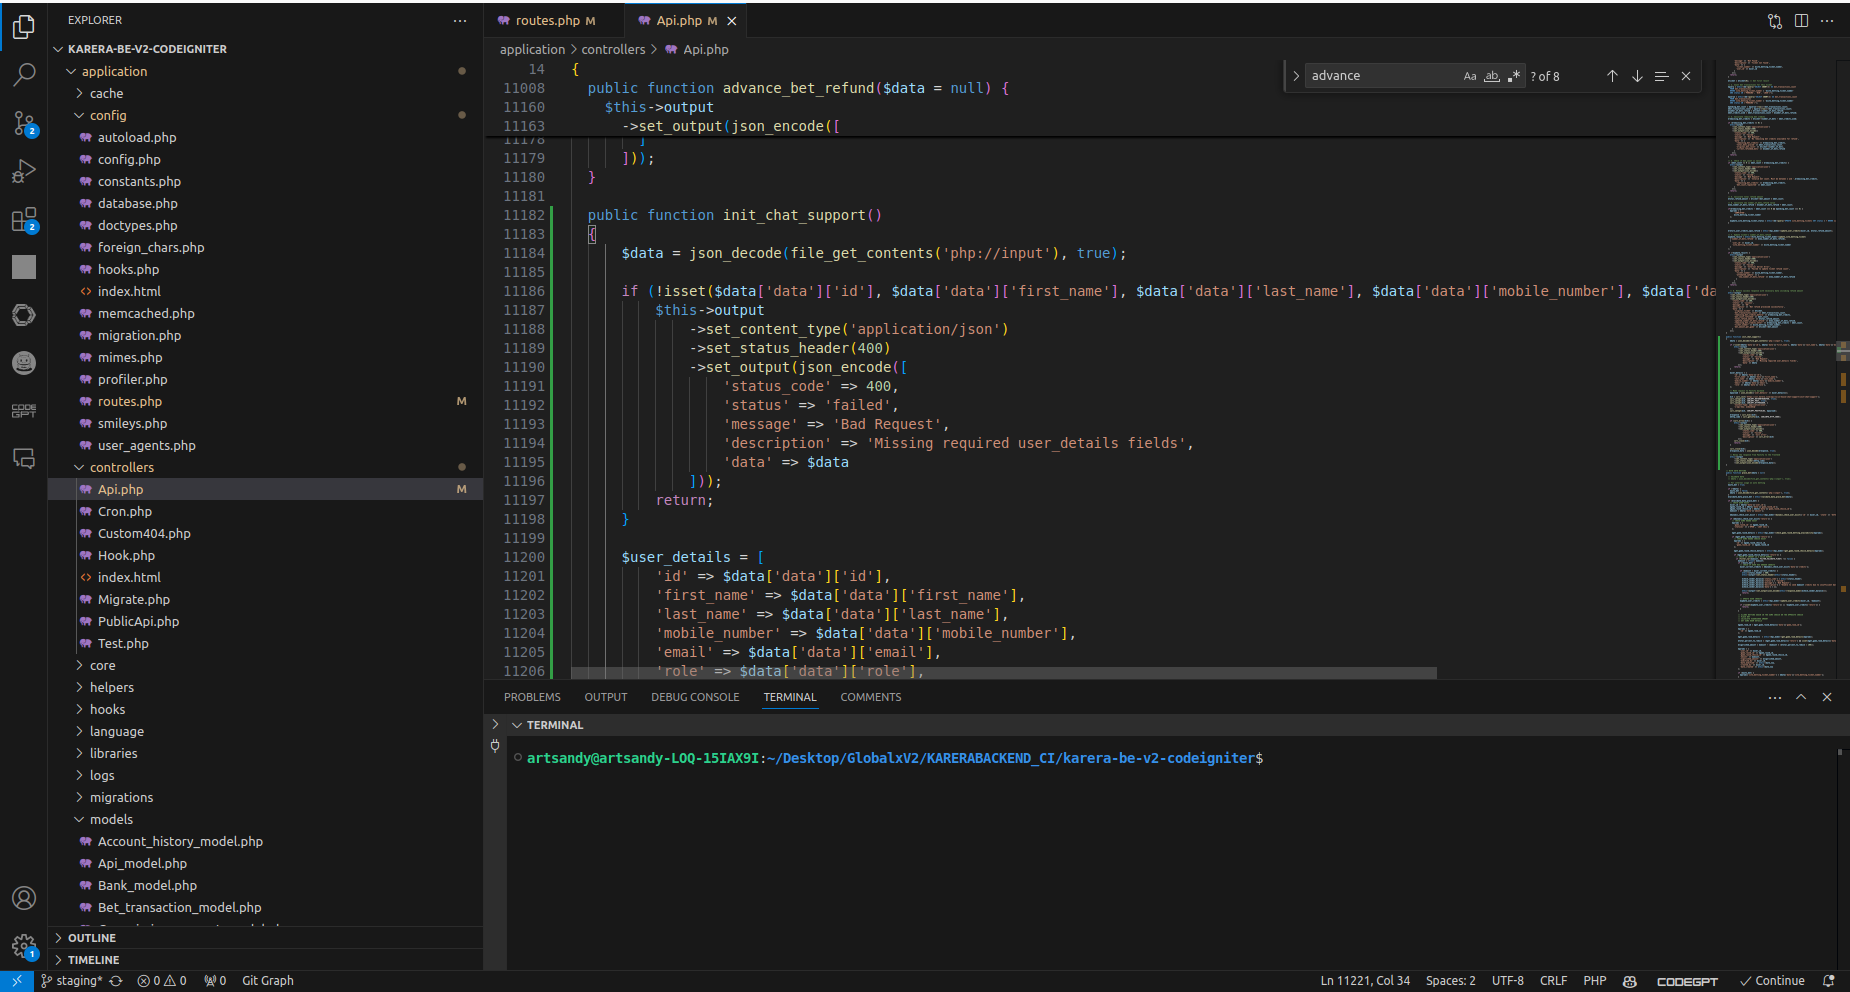 EXPLORER
KARERA-BE-V2-CODEIGNITER
application
cache
config
autoload.php
config.php
constants.php
database.php
doctypes.php
foreign_chars.php
hooks.php
index.html
memcached.php
migration.php
mimes.php
profiler.php
routes.php M
smileys.php
user_agents.php
controllers
Api.php M
Cron.php
Custom404.php
Hook.php
index.html
Migrate.php
PublicApi.php
Test.php
core
helpers
hooks
language
libraries
logs
migrations
models
Account_history_model.php
Api_model.php
Bank_model.php
Bet_transaction_model.php
OUTLINE
TIMELINE
2
2
CODE
GPT
1
routes.php M
Api.php M
application > controllers > Api.php
advance Aa ab .* ? of 8
14 {
11008 public function advance_bet_refund($data = null) {
11160 $this->output
11163 ->set_output(json_encode([
11178 ]
11179 ]));
11180 }
11181
11182 public function init_chat_support()
11183 {
11184 $data = json_decode(file_get_contents('php://input'), true);
11185
11186 if (!isset($data['data']['id'], $data['data']['first_name'], $data['data']['last_name'], $data['data']['mobile_number'], $data['da
11187 $this->output
11188 ->set_content_type('application/json')
11189 ->set_status_header(400)
11190 ->set_output(json_encode([
11191 'status_code' => 400,
11192 'status' => 'failed',
11193 'message' => 'Bad Request',
11194 'description' => 'Missing required user_details fields',
11195 'data' => $data
11196 ]));
11197 return;
11198 }
11199
11200 $user_details = [
11201 'id' => $data['data']['id'],
11202 'first_name' => $data['data']['first_name'],
11203 'last_name' => $data['data']['last_name'],
11204 'mobile_number' => $data['data']['mobile_number'],
11205 'email' => $data['data']['email'],
11206 'role' => $data['data']['role'],
PROBLEMS OUTPUT DEBUG CONSOLE TERMINAL COMMENTS
TERMINAL
artsandy@artsandy-LOQ-15IAX9I:~/Desktop/GlobalxV2/KARERABACKEND_CI/karera-be-v2-codeigniter$
staging* 0 0 0 Git Graph Ln 11221, Col 34 Spaces: 2 UTF-8 CRLF PHP CODEGPT Continue